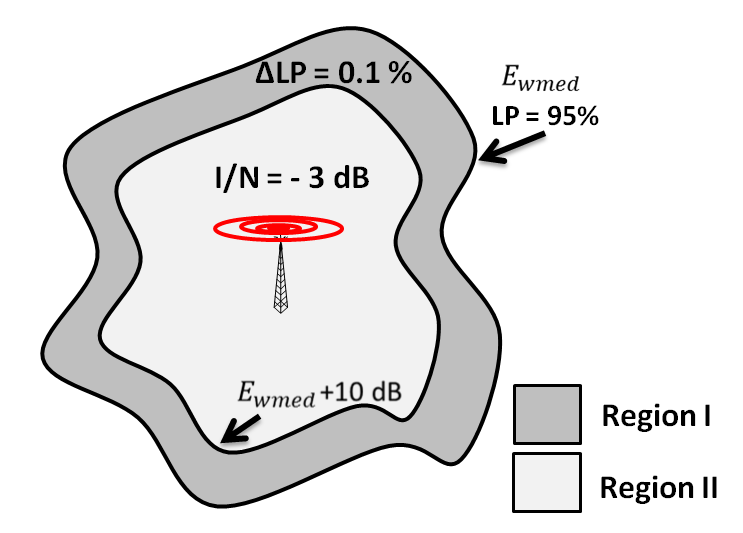 ΔLP = 0.1 %
E_wmed
LP = 95%
I/N = - 3 dB
E_wmed +10 dB
Region I
Region II